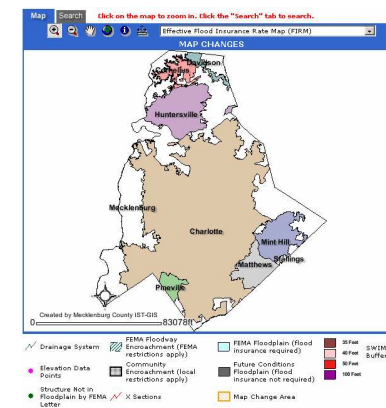 Map
Search
Click on the map to zoom in. Click the "Search" tab to search.
Effective Flood Insurance Rate Map (FIRM)
MAP CHANGES
Davidson
Cornelius
Huntersville
Mecklenburg
Charlotte
Mint Hill
Stallings
Matthews
Pineville
Created by Mecklenburg County IST-GIS
0 83078ft
Drainage System
FEMA Floodway Encroachment (FEMA restrictions apply)
FEMA Floodplain (flood insurance required)
35 Feet
40 Feet
50 Feet
100 Feet
SWIM Buffer
Elevation Data Points
Community Encroachment (local restrictions apply)
Future Conditions Floodplain (flood insurance not required)
Structure Not in Floodplain by FEMA Letter
X Sections
Map Change Area